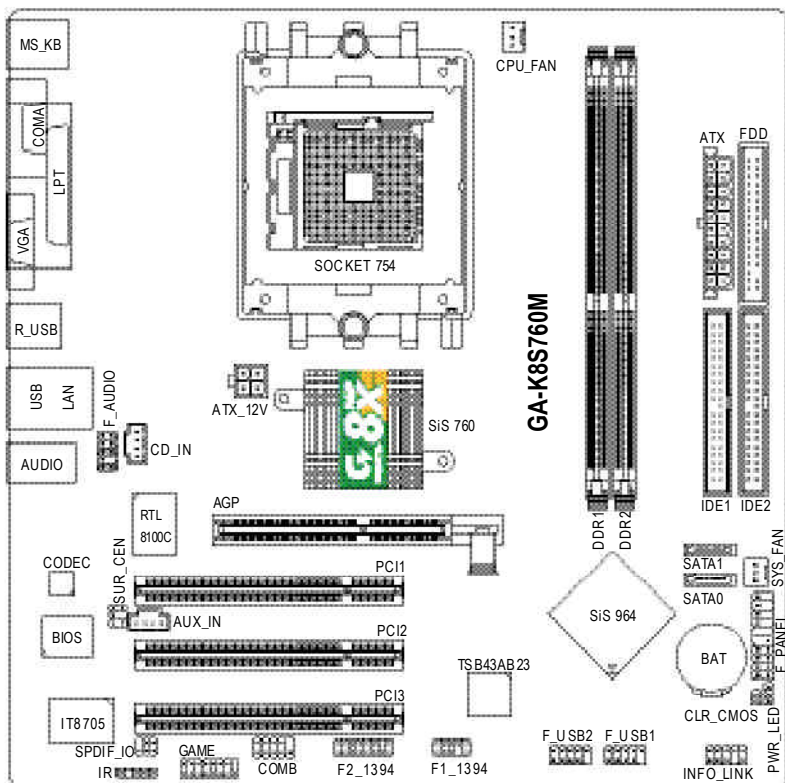 MS_KB
CPU_FAN
COMA
LPT
VGA
ATX
FDD
SOCKET 754
R_USB
GA-K8S760M
USB
LAN
F_AUDIO
ATX_12V
CD_IN
SiS 760
8X
AUDIO
IDE1
IDE2
RTL
8100C
AGP
DDR1
DDR2
SYS_FAN
SATA1
CODEC
SUR_CEN
PCI1
SATA0
AUX_IN
SiS 964
BIOS
PCI2
F_PANEL
BAT
TSB43AB23
PCI3
IT8705
CLR_CMOS
PWR_LED
SPDIF_IO
GAME
COMB
F2_1394
F1_1394
F_USB2
F_USB1
INFO_LINK
IR